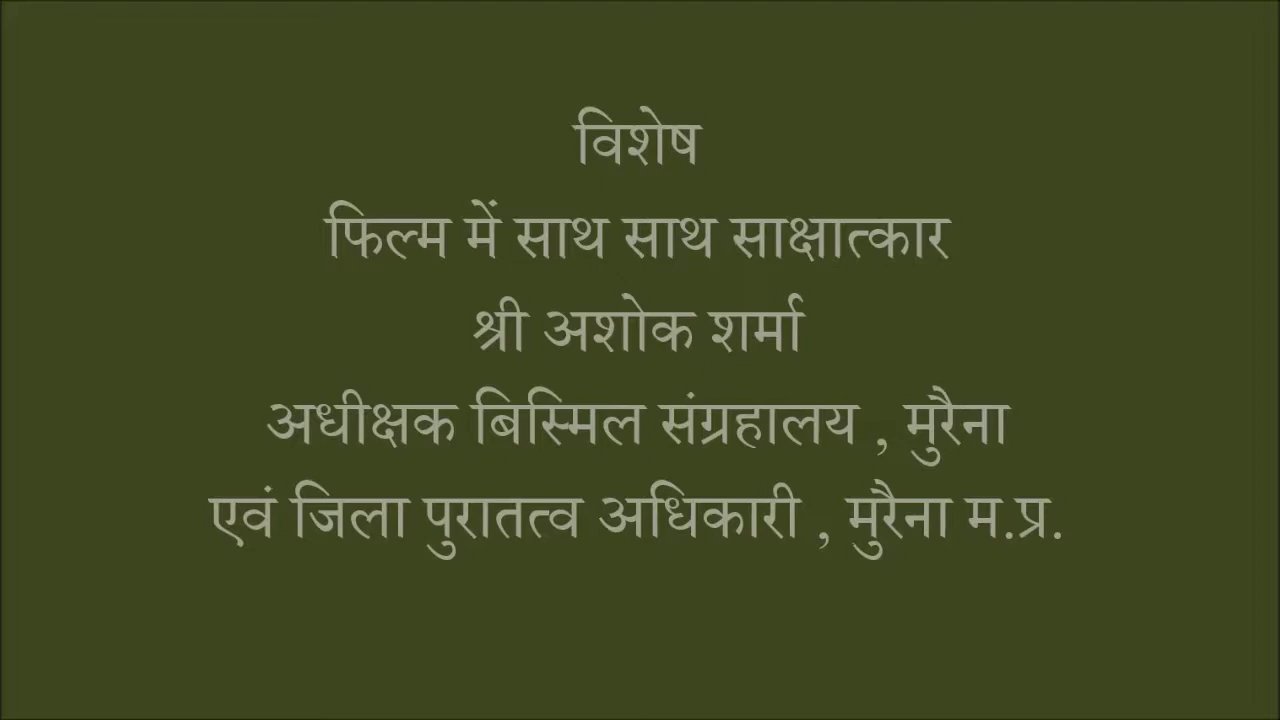 विशेष
फिल्म में साथ साथ साक्षात्कार
श्री अशोक शर्मा
अधीक्षक बिस्मिल संग्रहालय , मुरैना
एवं जिला पुरातत्व अधिकारी , मुरैना म.प्र.